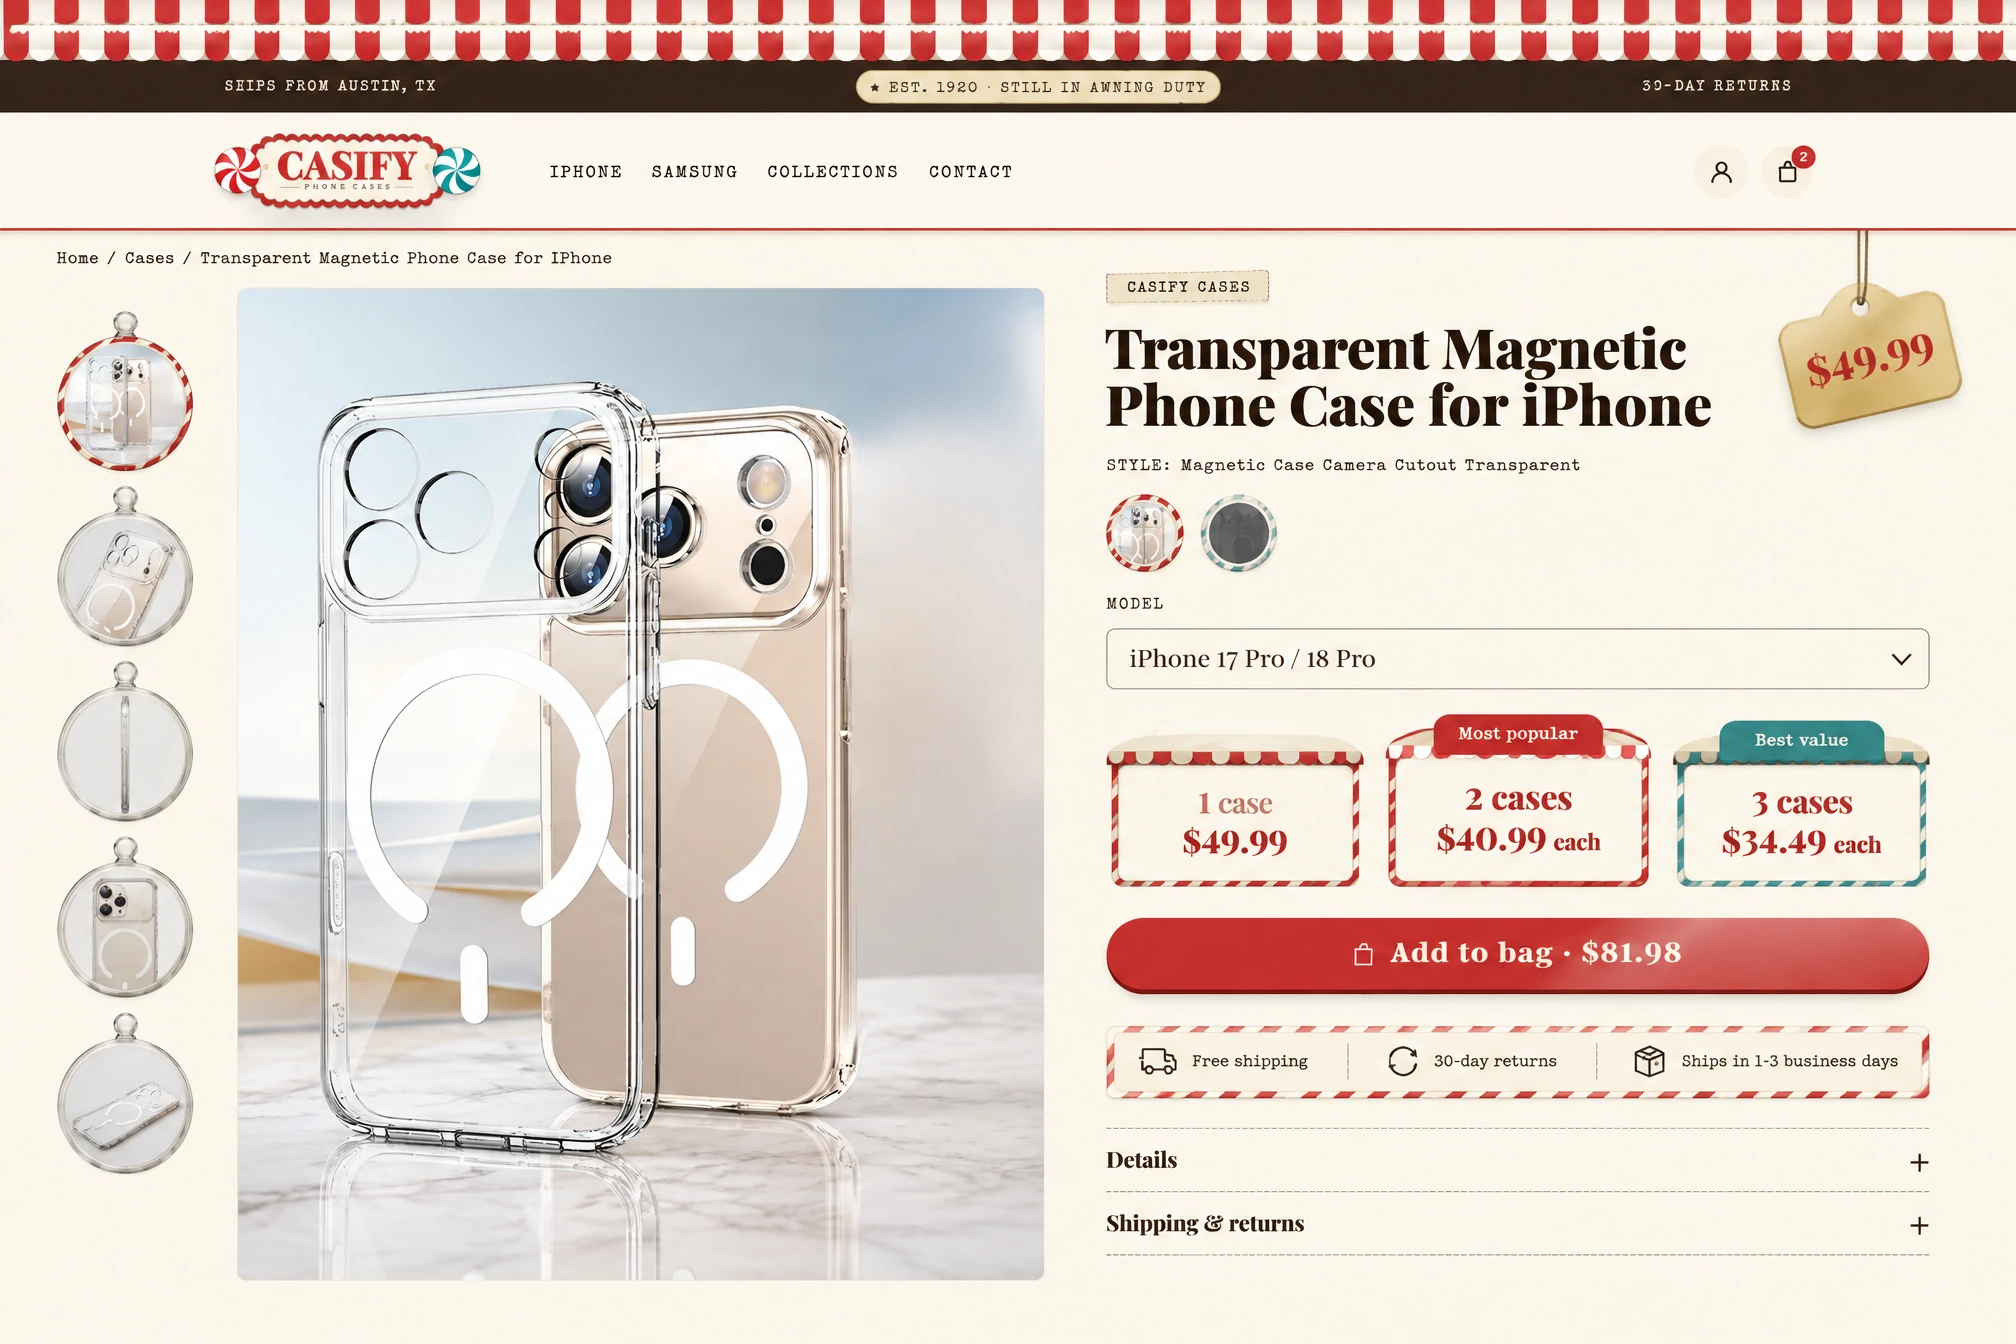 SHIPS FROM AUSTIN, TX
★ EST. 1920 · STILL IN AWNING DUTY
30-DAY RETURNS
CASIFY
PHONE CASES
IPHONE
SAMSUNG
COLLECTIONS
CONTACT
2
Home / Cases / Transparent Magnetic Phone Case for IPhone
CASIFY CASES
Transparent Magnetic
Phone Case for iPhone
$49.99
STYLE: Magnetic Case Camera Cutout Transparent
MODEL
iPhone 17 Pro / 18 Pro
1 case
$49.99
Most popular
2 cases
$40.99 each
Best value
3 cases
$34.49 each
Add to bag · $81.98
Free shipping
30-day returns
Ships in 1-3 business days
Details
Shipping & returns